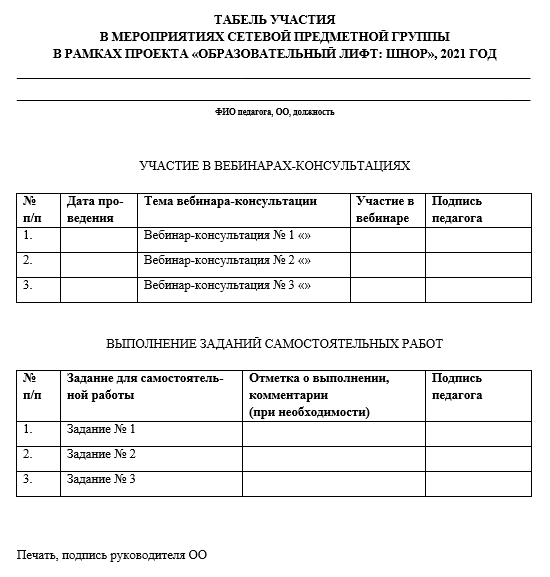 ТАБЕЛЬ УЧАСТИЯ
В МЕРОПРИЯТИЯХ СЕТЕВОЙ ПРЕДМЕТНОЙ ГРУППЫ
В РАМКАХ ПРОЕКТА «ОБРАЗОВАТЕЛЬНЫЙ ЛИФТ: ШНОР», 2021 ГОД
ФИО педагога, ОО, должность
УЧАСТИЕ В ВЕБИНАРАХ-КОНСУЛЬТАЦИЯХ
№ Дата про- Тема вебинара-консультации Участие в Подпись
п/п ведения вебинаре педагога
1. Вебинар-консультация № 1 «»
2. Вебинар-консультация № 2 «»
3. Вебинар-консультация № 3 «»
ВЫПОЛНЕНИЕ ЗАДАНИЙ САМОСТОЯТЕЛЬНЫХ РАБОТ
№ Задание для самостоятель- Отметка о выполнении, Подпись
п/п ной работы комментарии педагога
(при необходимости)
1. Задание № 1
2. Задание № 2
3. Задание № 3
Печать, подпись руководителя ОО